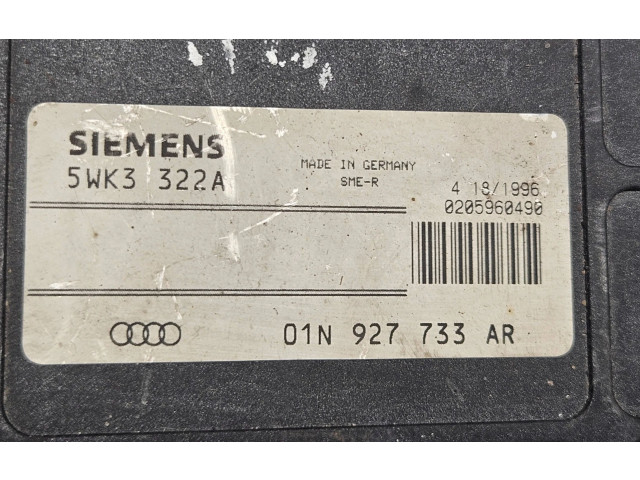 SIEMENS
5WK3 322A
MADE IN GERMANY
SME-R
4 18/1996
0205960490
01N 927 733 AR